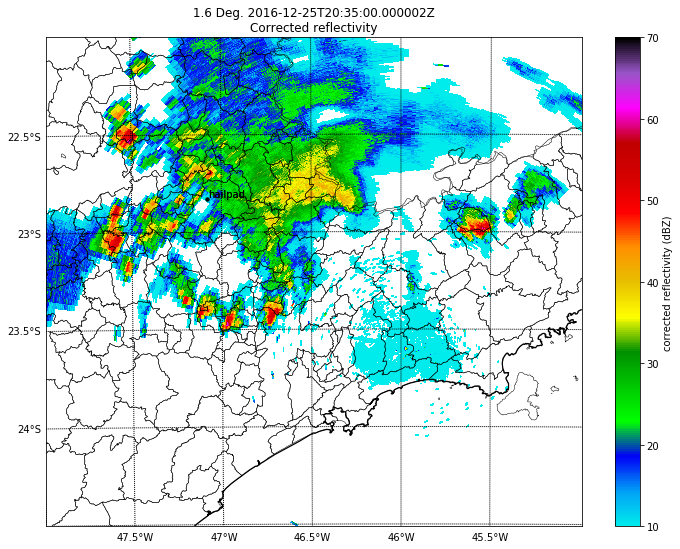 1.6 Deg. 2016-12-25T20:35:00.000002Z
Corrected reflectivity
22.5°S
23°S
23.5°S
24°S
hailpad
47.5°W
47°W
46.5°W
46°W
45.5°W
70
60
50
40
30
20
10
corrected reflectivity (dBZ)